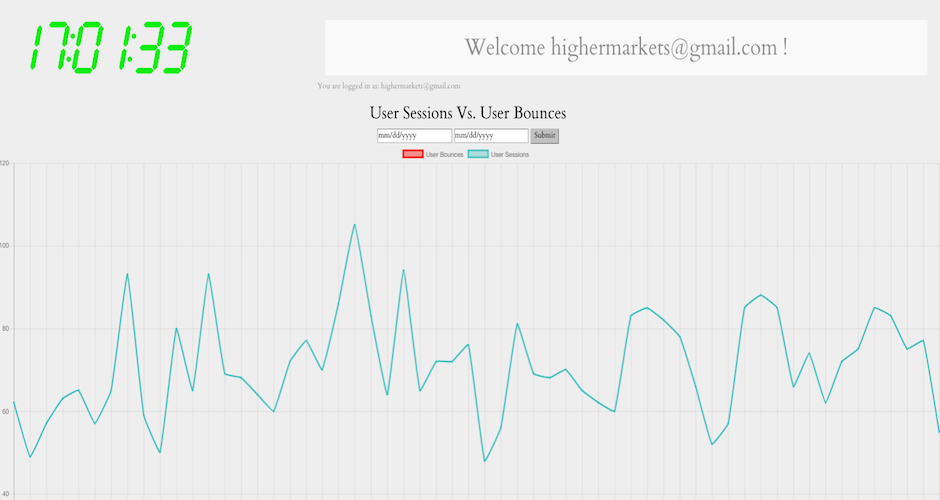 17:01:33
Welcome highermarkets@gmail.com !
You are logged in as: highermarkets@gmail.com
User Sessions Vs. User Bounces
mm/dd/yyyy mm/dd/yyyy Submit
User Bounces User Sessions
120
100
80
60
40